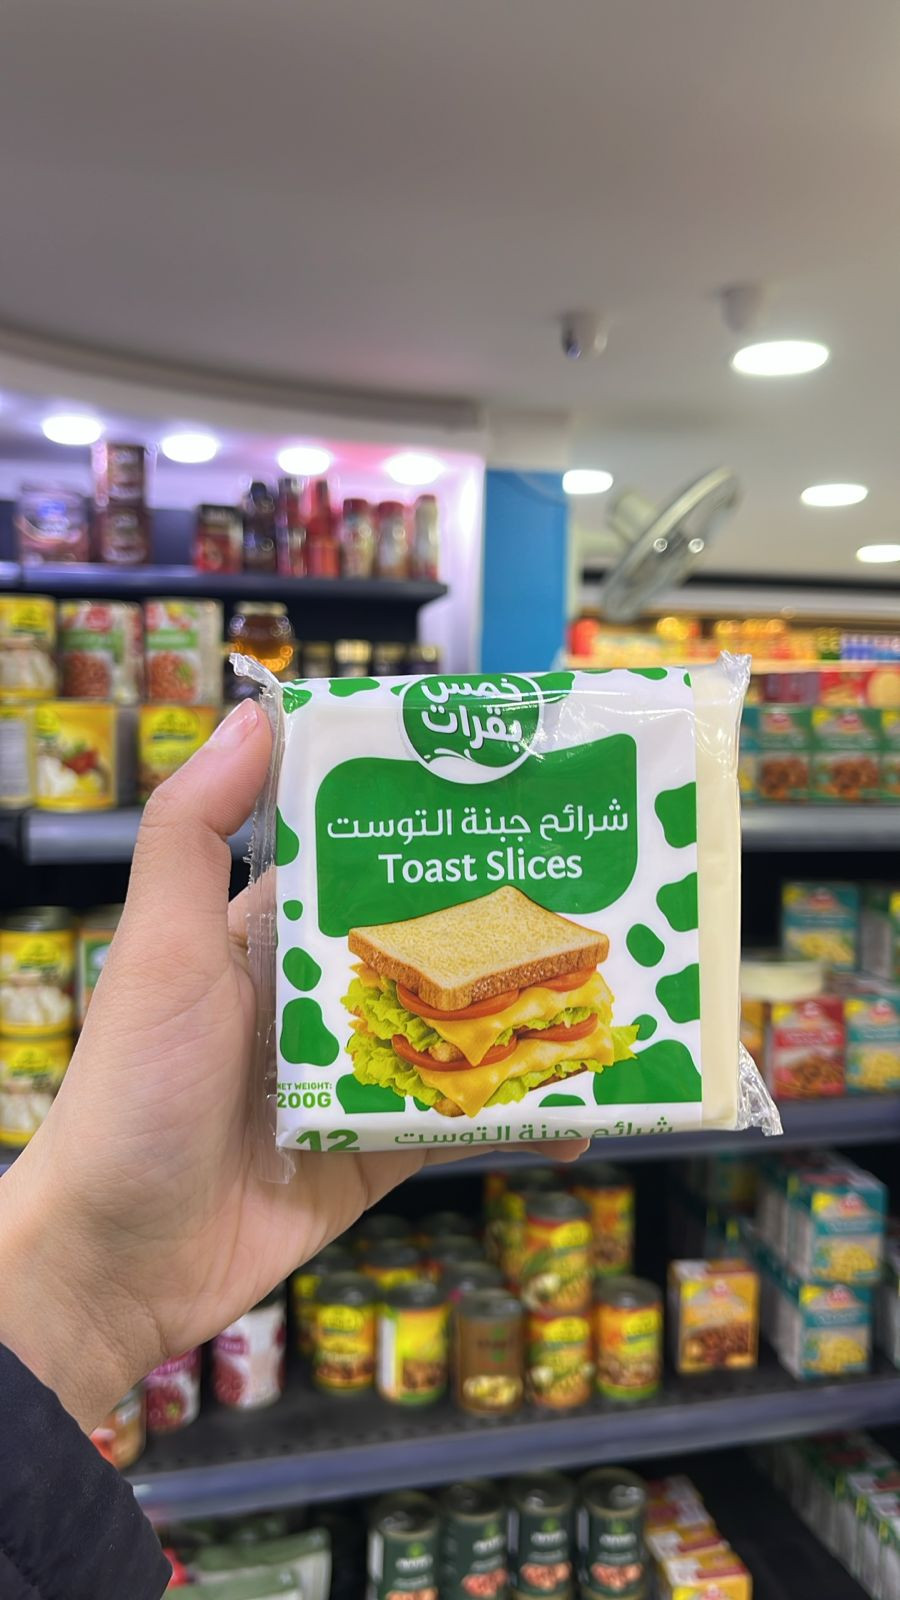 خمس
بقرات
شرائح جبنة التوست
Toast Slices
NET WEIGHT:
200G
12
شرائح جبنة التوست